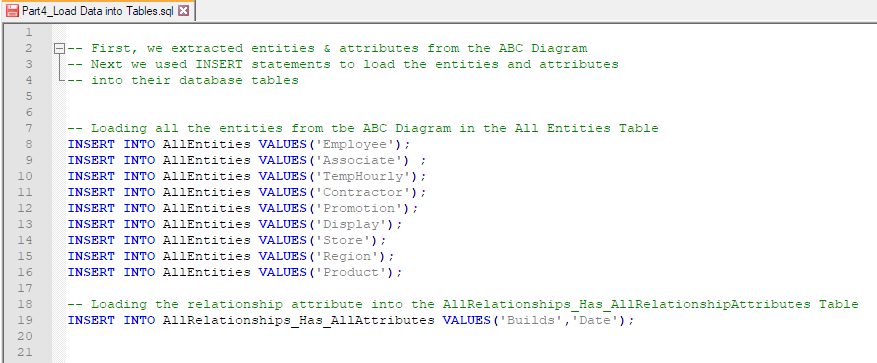 Part4_Load Data into Tables.sql
1
2 -- First, we extracted entities & attributes from the ABC Diagram
3 -- Next we used INSERT statements to load the entities and attributes
4 -- into their database tables
5
6
7 -- Loading all the entities from tbe ABC Diagram in the All Entities Table
8 INSERT INTO AllEntities VALUES('Employee');
9 INSERT INTO AllEntities VALUES('Associate') ;
10 INSERT INTO AllEntities VALUES('TempHourly');
11 INSERT INTO AllEntities VALUES('Contractor');
12 INSERT INTO AllEntities VALUES('Promotion');
13 INSERT INTO AllEntities VALUES('Display');
14 INSERT INTO AllEntities VALUES('Store');
15 INSERT INTO AllEntities VALUES('Region');
16 INSERT INTO AllEntities VALUES('Product');
17
18 -- Loading the relationship attribute into the AllRelationships_Has_AllRelationshipAttributes Table
19 INSERT INTO AllRelationships_Has_AllAttributes VALUES('Builds','Date');
20
21